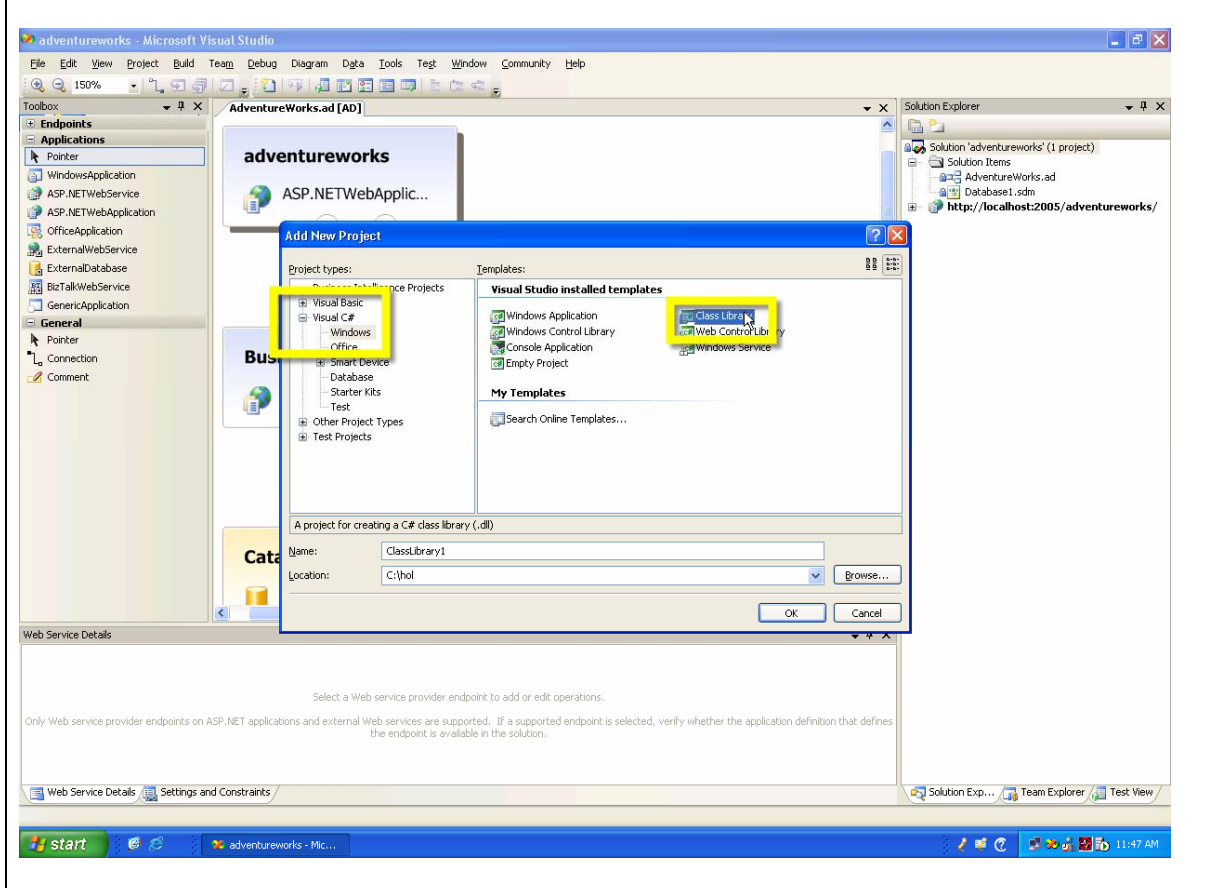 adventureworks - Microsoft Visual Studio
File Edit View Project Build Team Debug Diagram Data Tools Test Window Community Help
150%
Toolbox
Endpoints
Applications
Pointer
WindowsApplication
ASP.NETWebService
ASP.NETWebApplication
OfficeApplication
ExternalWebService
ExternalDatabase
BizTalkWebService
GenericApplication
General
Pointer
Connection
Comment
AdventureWorks.ad [AD]
adventureworks
ASP.NETWebApplic...
Bus
Cata
Add New Project
Project types:
Business Intelligence Projects
Visual Basic
Visual C#
Windows
Office
Smart Device
Database
Starter Kits
Test
Other Project Types
Test Projects
Templates:
Visual Studio installed templates
Windows Application
Class Library
Windows Control Library
Web Control Library
Console Application
Windows Service
Empty Project
My Templates
Search Online Templates...
A project for creating a C# class library (.dll)
Name: ClassLibrary1
Location: C:\hol
Browse...
OK Cancel
Solution Explorer
Solution 'adventureworks' (1 project)
Solution Items
AdventureWorks.ad
Database1.sdm
http://localhost:2005/adventureworks/
Web Service Details
Select a Web service provider endpoint to add or edit operations.
Only Web service provider endpoints on ASP.NET applications and external Web services are supported. If a supported endpoint is selected, verify whether the application definition that defines
the endpoint is available in the solution.
Web Service Details Settings and Constraints
Solution Exp... Team Explorer Test View
start adventureworks - Mic... 11:47 AM